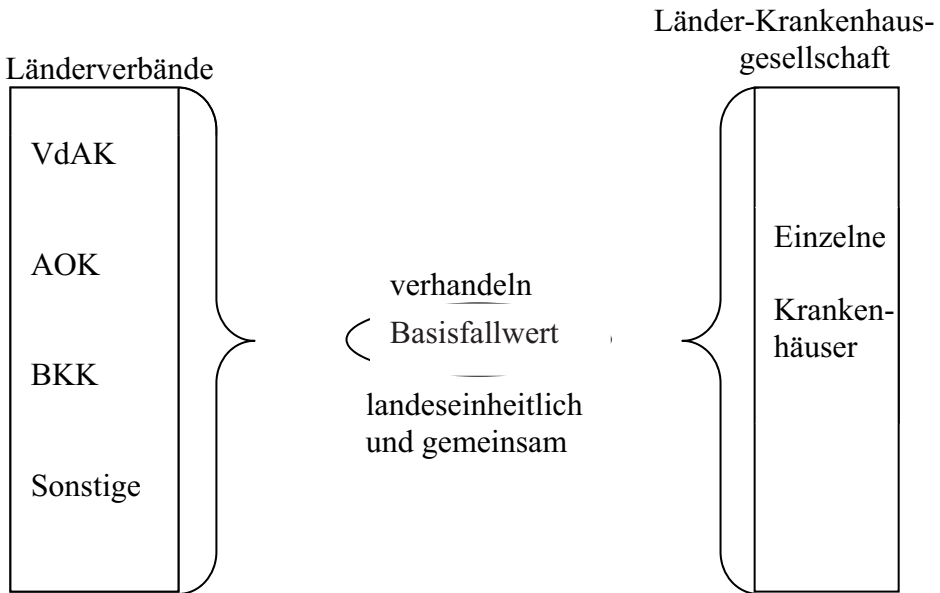 Länderverbände
VdAK
AOK
BKK
Sonstige
verhandeln
Basisfallwert
landeseinheitlich
und gemeinsam
Länder-Krankenhaus-
gesellschaft
Einzelne
Kranken-
häuser